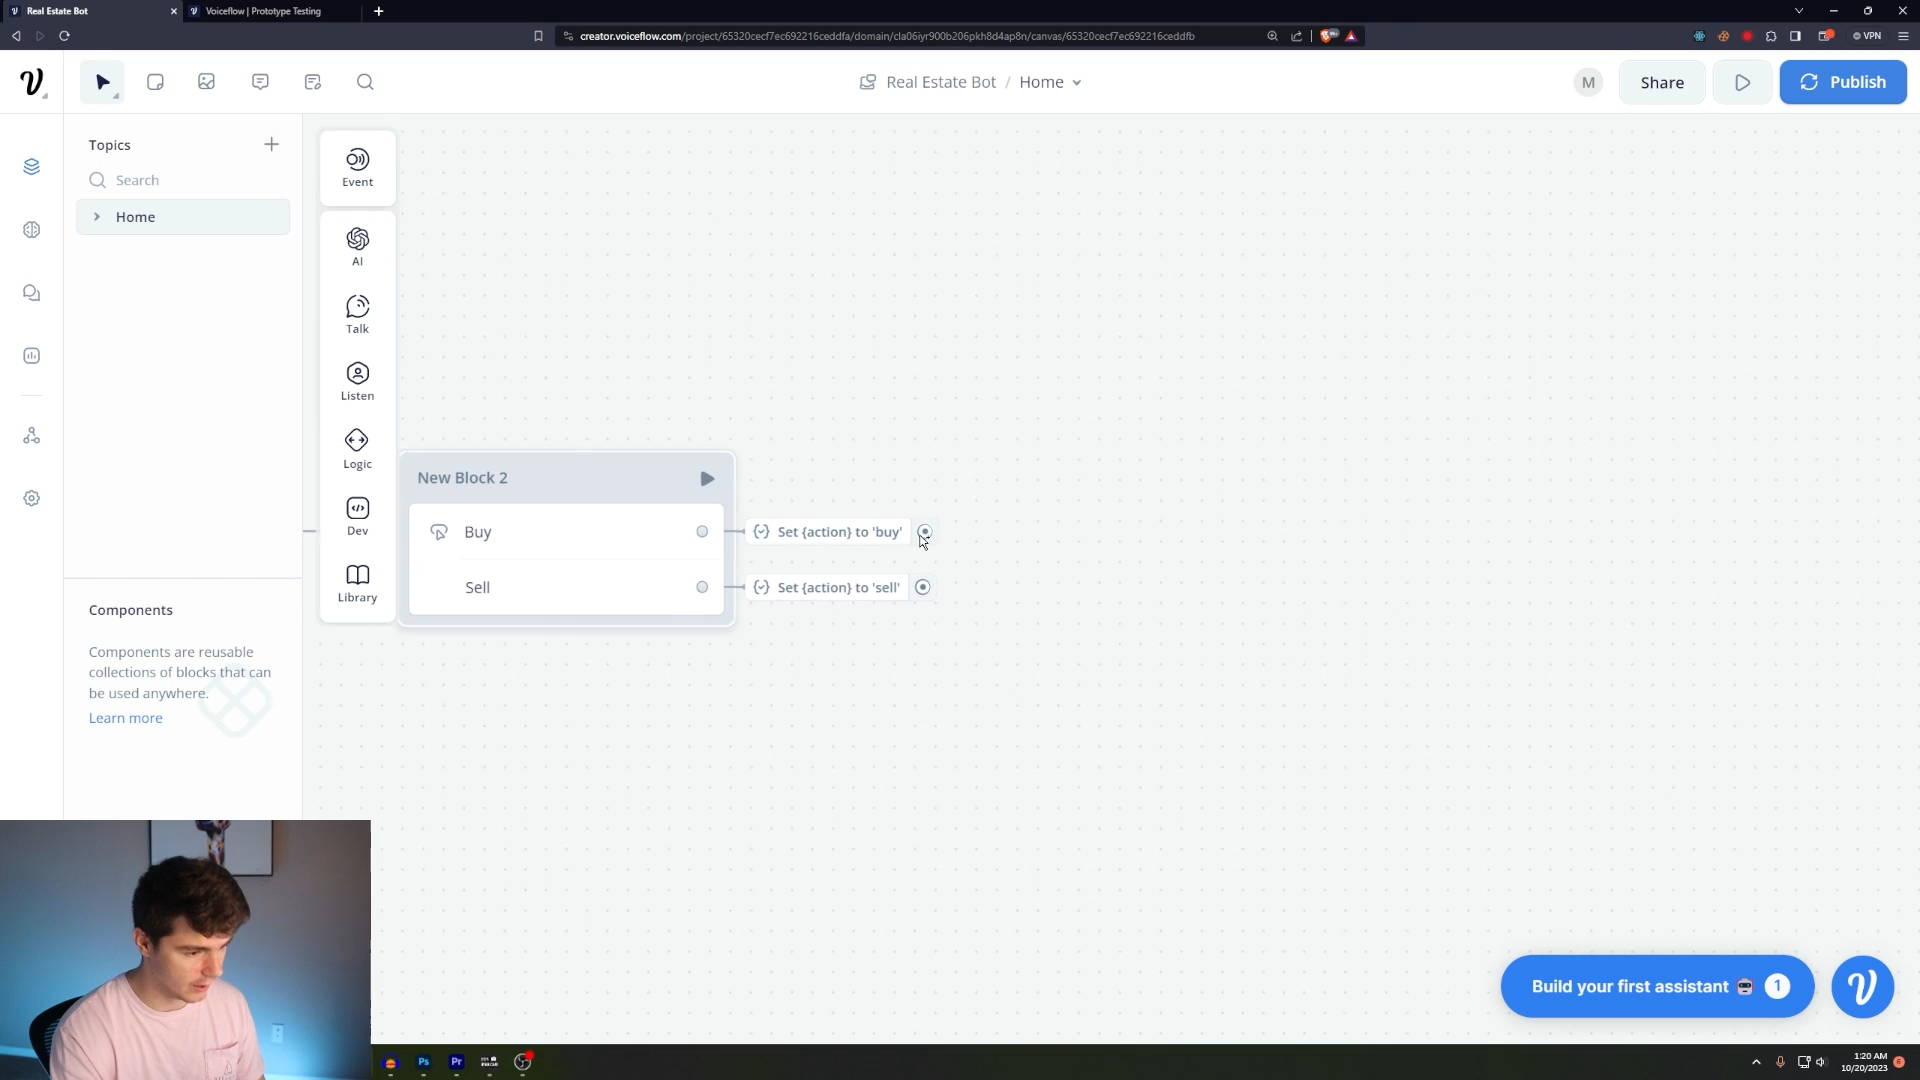 Real Estate Bot
Voiceflow | Prototype Testing
creator.voiceflow.com/project/65320cecf7ec692216ceddfa/domain/cla06iyr900b206pkh8d4ap8n/canvas/65320cecf7ec692216ceddfb
VPN
Real Estate Bot / Home
M
Share
Publish
Topics
Search
Home
Event
AI
Talk
Listen
Logic
Dev
Library
New Block 2
Buy
Set {action} to 'buy'
Sell
Set {action} to 'sell'
Components
Components are reusable
collections of blocks that can
be used anywhere.
Learn more
Build your first assistant 1
Ps
Pr
1:20 AM
10/20/2023
6